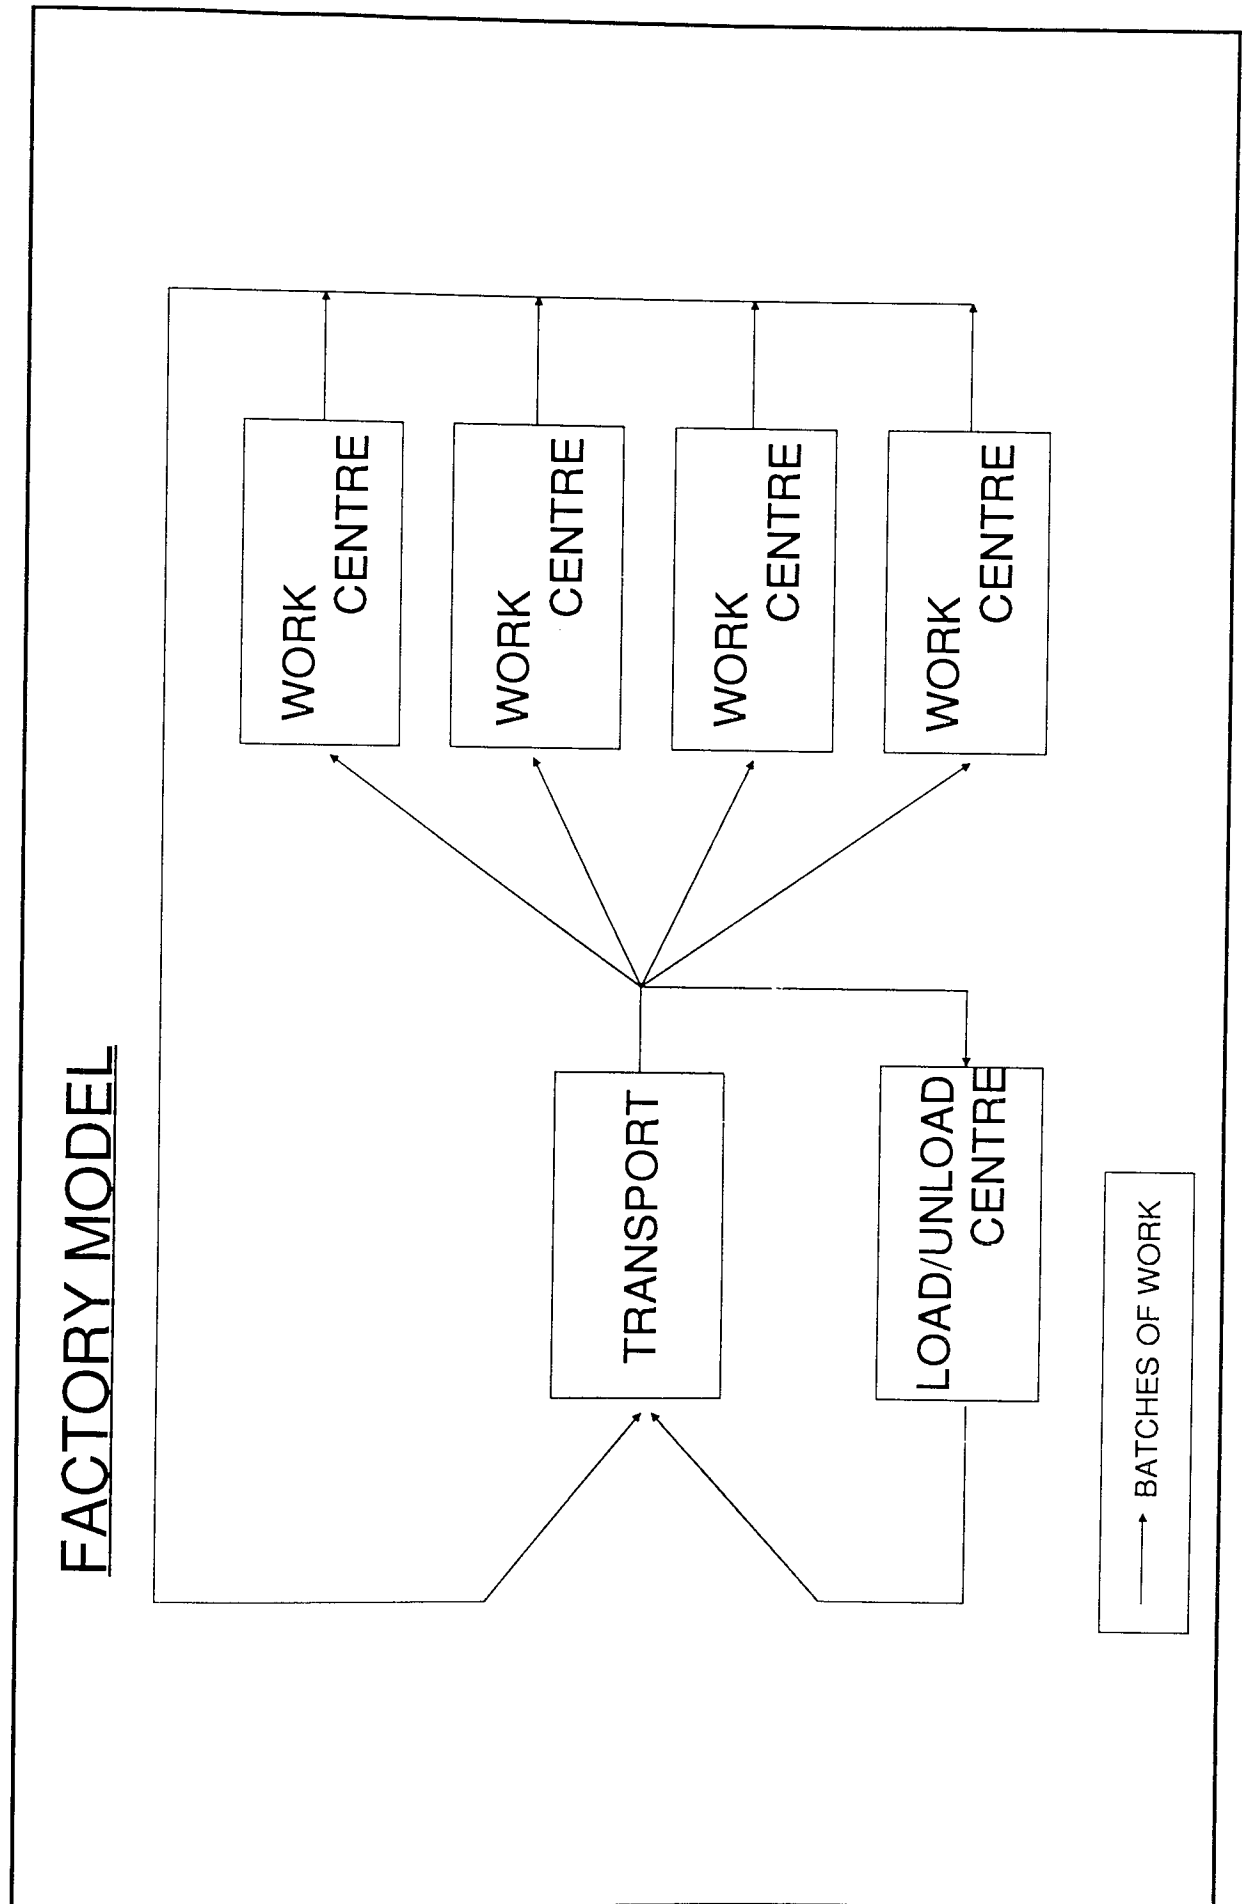 FACTORY MODEL
WORK
CENTRE
WORK
CENTRE
TRANSPORT
WORK
CENTRE
LOAD/UNLOAD
CENTRE
WORK
CENTRE
BATCHES OF WORK